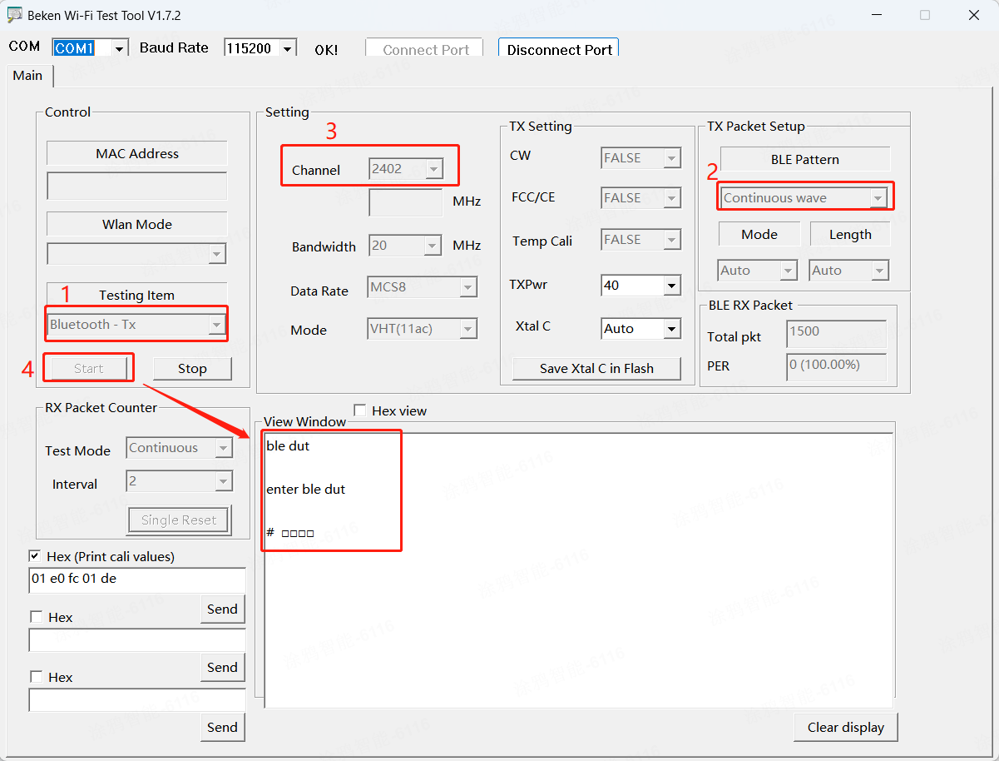 Beken Wi-Fi Test Tool V1.7.2
COM COM1 Baud Rate 115200 OK! Connect Port Disconnect Port
Main
Control
MAC Address
Wlan Mode
1 Testing Item
Bluetooth - Tx
4 Start Stop
Setting
3
Channel 2402
MHz
Bandwidth 20 MHz
Data Rate MCS8
Mode VHT(11ac)
TX Setting
CW FALSE
FCC/CE FALSE
Temp Cali FALSE
TXPwr 40
Xtal C Auto
Save Xtal C in Flash
TX Packet Setup
BLE Pattern
2
Continuous wave
Mode Length
Auto Auto
BLE RX Packet
Total pkt 1500
PER 0 (100.00%)
RX Packet Counter
Test Mode Continuous
Interval 2
Single Reset
Hex (Print cali values)
01 e0 fc 01 de
Send
Hex
Send
Hex
Send
Hex view
View Window
ble dut
enter ble dut
# □□□□
Clear display